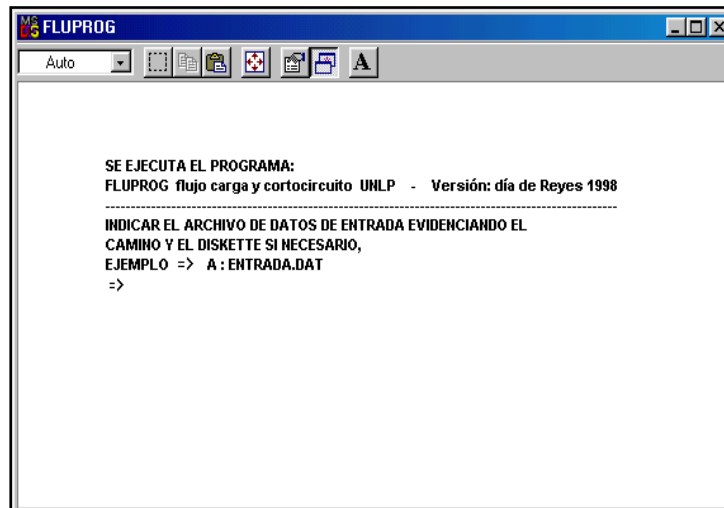 FLUPROG
Auto
A
SE EJECUTA EL PROGRAMA:
FLUPROG flujo carga y cortocircuito UNLP - Versión: día de Reyes 1998
--------------------------------------------------------------------------------
INDICAR EL ARCHIVO DE DATOS DE ENTRADA EVIDENCIANDO EL
CAMINO Y EL DISKETTE SI NECESARIO,
EJEMPLO => A : ENTRADA.DAT
=>